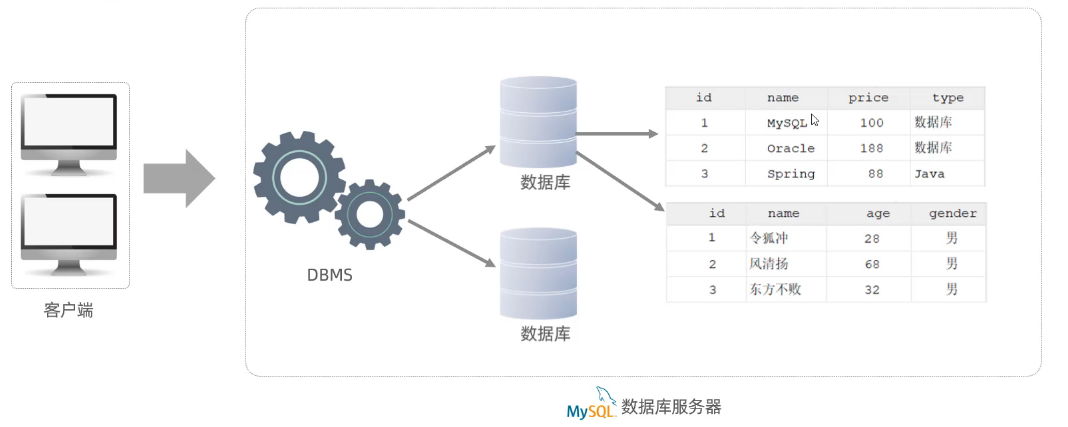 客户端
DBMS
数据库
数据库
id name price type
1 MySQL 100 数据库
2 Oracle 188 数据库
3 Spring 88 Java
id name age gender
1 令狐冲 28 男
2 风清扬 68 男
3 东方不败 32 男
MySQL 数据库服务器